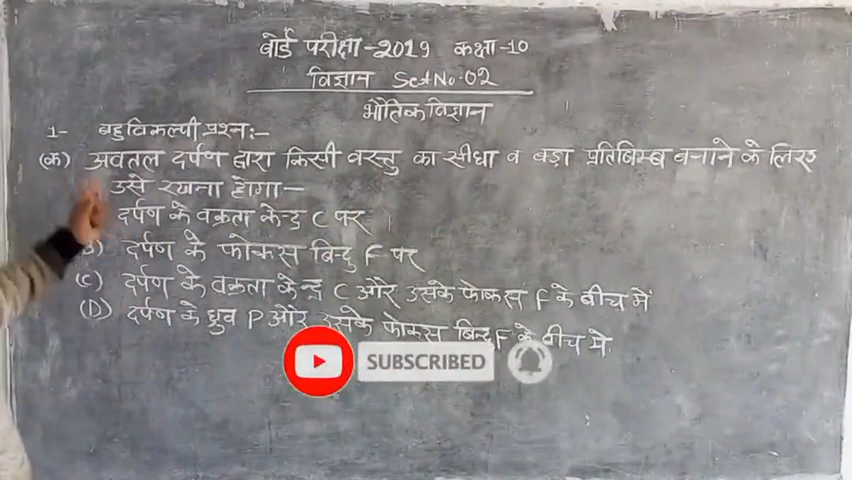 बोर्ड परीक्षा-2019 कक्षा-10
विज्ञान Set No-02
भौतिक विज्ञान
1- बहुविकल्पी प्रश्न:-
(क) अवतल दर्पण द्वारा किसी वस्तु का सीधा व बड़ा प्रतिबिम्ब बनाने के लिए
उसे रखना होगा-
दर्पण के वक्रता केन्द्र C पर
B) दर्पण के फोकस बिन्दु F पर
(C) दर्पण के वक्रता केन्द्र C और उसके फोकस F के बीच में
(D) दर्पण के ध्रुव P और उसके फोकस बिन्दु F के बीच मे.
SUBSCRIBED